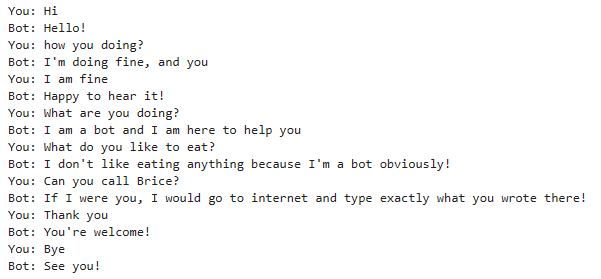 You: Hi
Bot: Hello!
You: how you doing?
Bot: I'm doing fine, and you
You: I am fine
Bot: Happy to hear it!
You: What are you doing?
Bot: I am a bot and I am here to help you
You: What do you like to eat?
Bot: I don't like eating anything because I'm a bot obviously!
You: Can you call Brice?
Bot: If I were you, I would go to internet and type exactly what you wrote there!
You: Thank you
Bot: You're welcome!
You: Bye
Bot: See you!